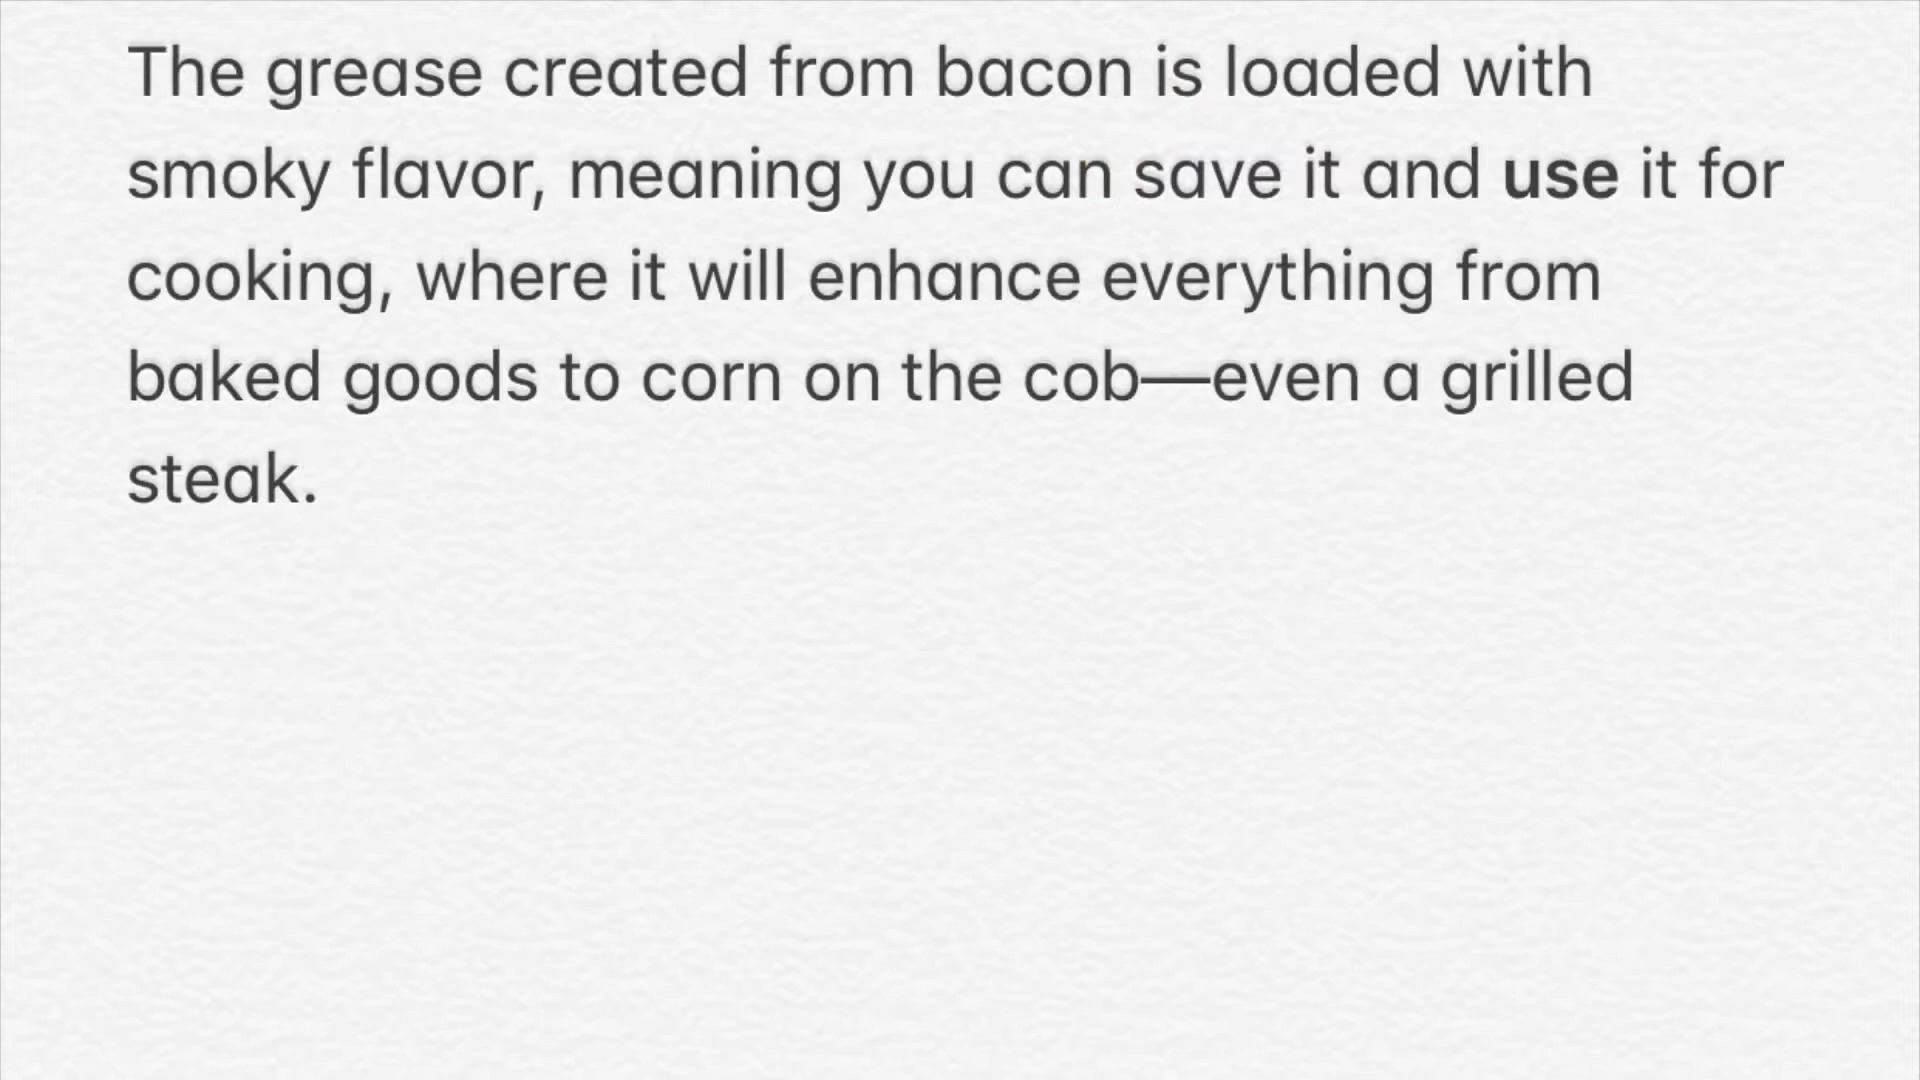 The grease created from bacon is loaded with
smoky flavor, meaning you can save it and use it for
cooking, where it will enhance everything from
baked goods to corn on the cob—even a grilled
steak.